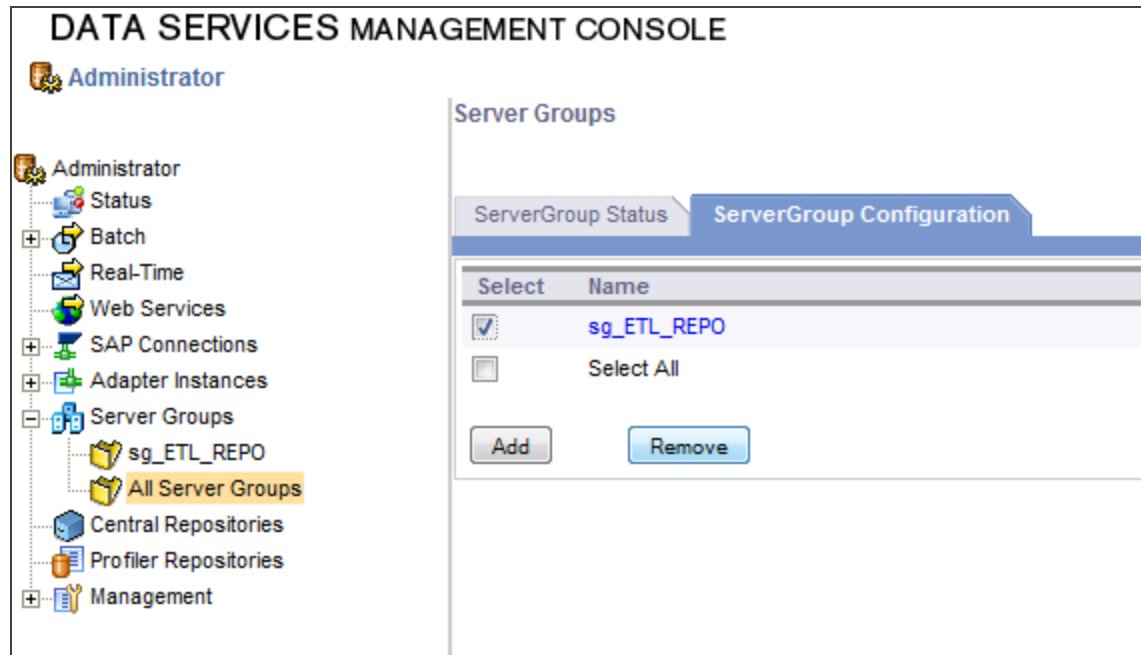 DATA SERVICES MANAGEMENT CONSOLE
Administrator
Administrator
Status
Batch
Real-Time
Web Services
SAP Connections
Adapter Instances
Server Groups
sg_ETL_REPO
All Server Groups
Central Repositories
Profiler Repositories
Management
Server Groups
ServerGroup Status ServerGroup Configuration
Select Name
sg_ETL_REPO
Select All
Add Remove